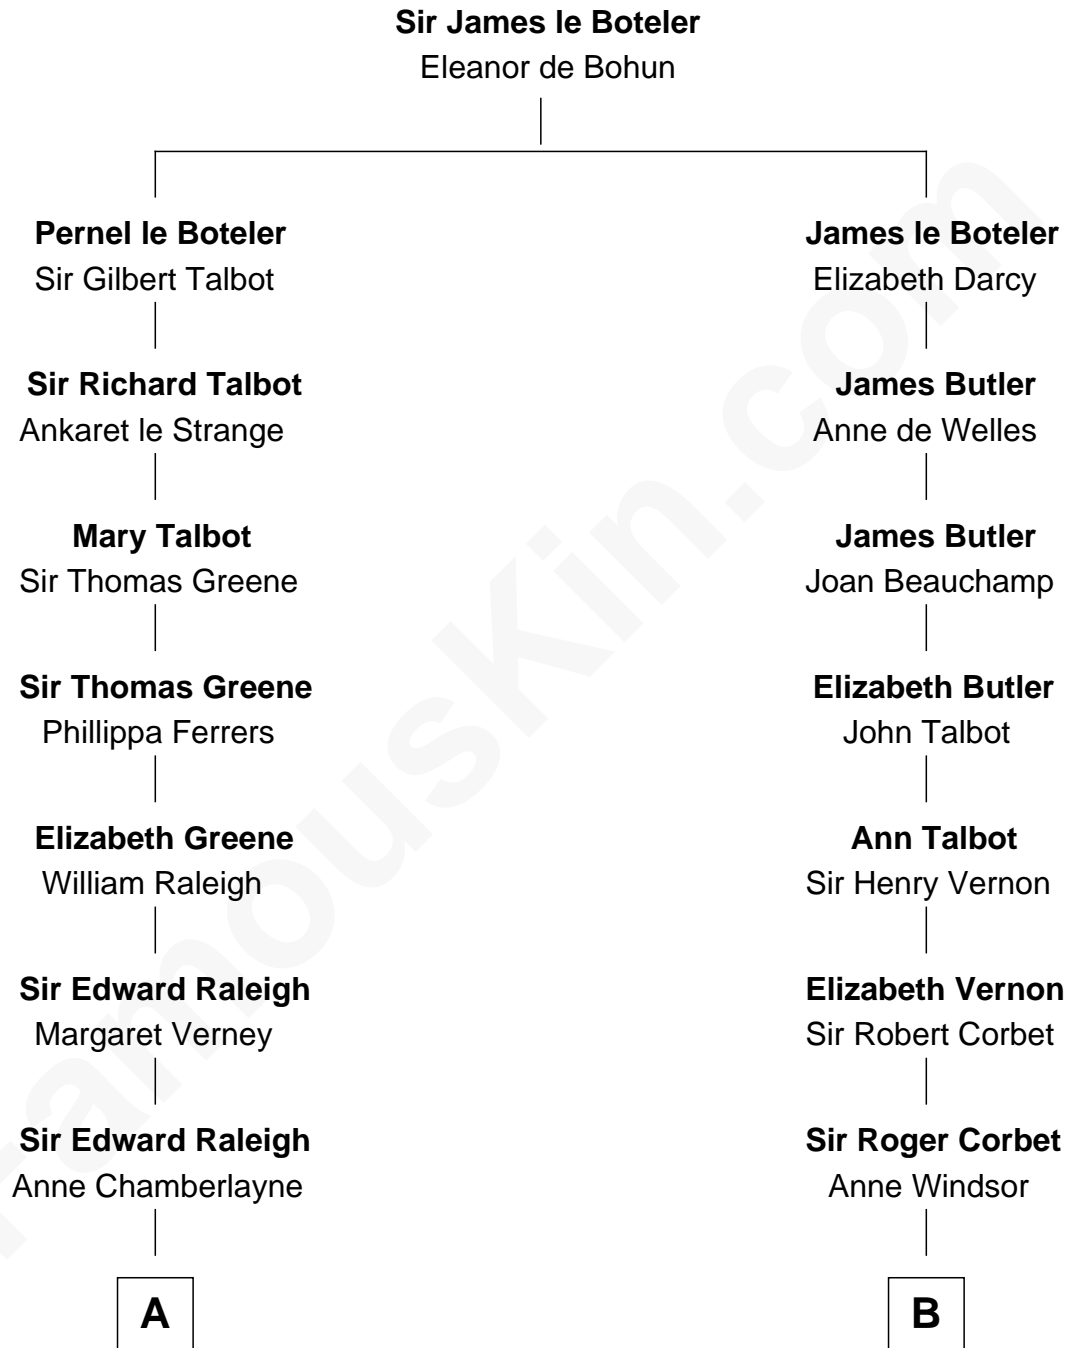 Sir James le Boteler
Eleanor de Bohun
Pernel le Boteler
Sir Gilbert Talbot
Sir Richard Talbot
Ankaret le Strange
Mary Talbot
Sir Thomas Greene
Sir Thomas Greene
Phillippa Ferrers
Elizabeth Greene
William Raleigh
Sir Edward Raleigh
Margaret Verney
Sir Edward Raleigh
Anne Chamberlayne
A
James le Boteler
Elizabeth Darcy
James Butler
Anne de Welles
James Butler
Joan Beauchamp
Elizabeth Butler
John Talbot
Ann Talbot
Sir Henry Vernon
Elizabeth Vernon
Sir Robert Corbet
Sir Roger Corbet
Anne Windsor
B
FamousKin.com